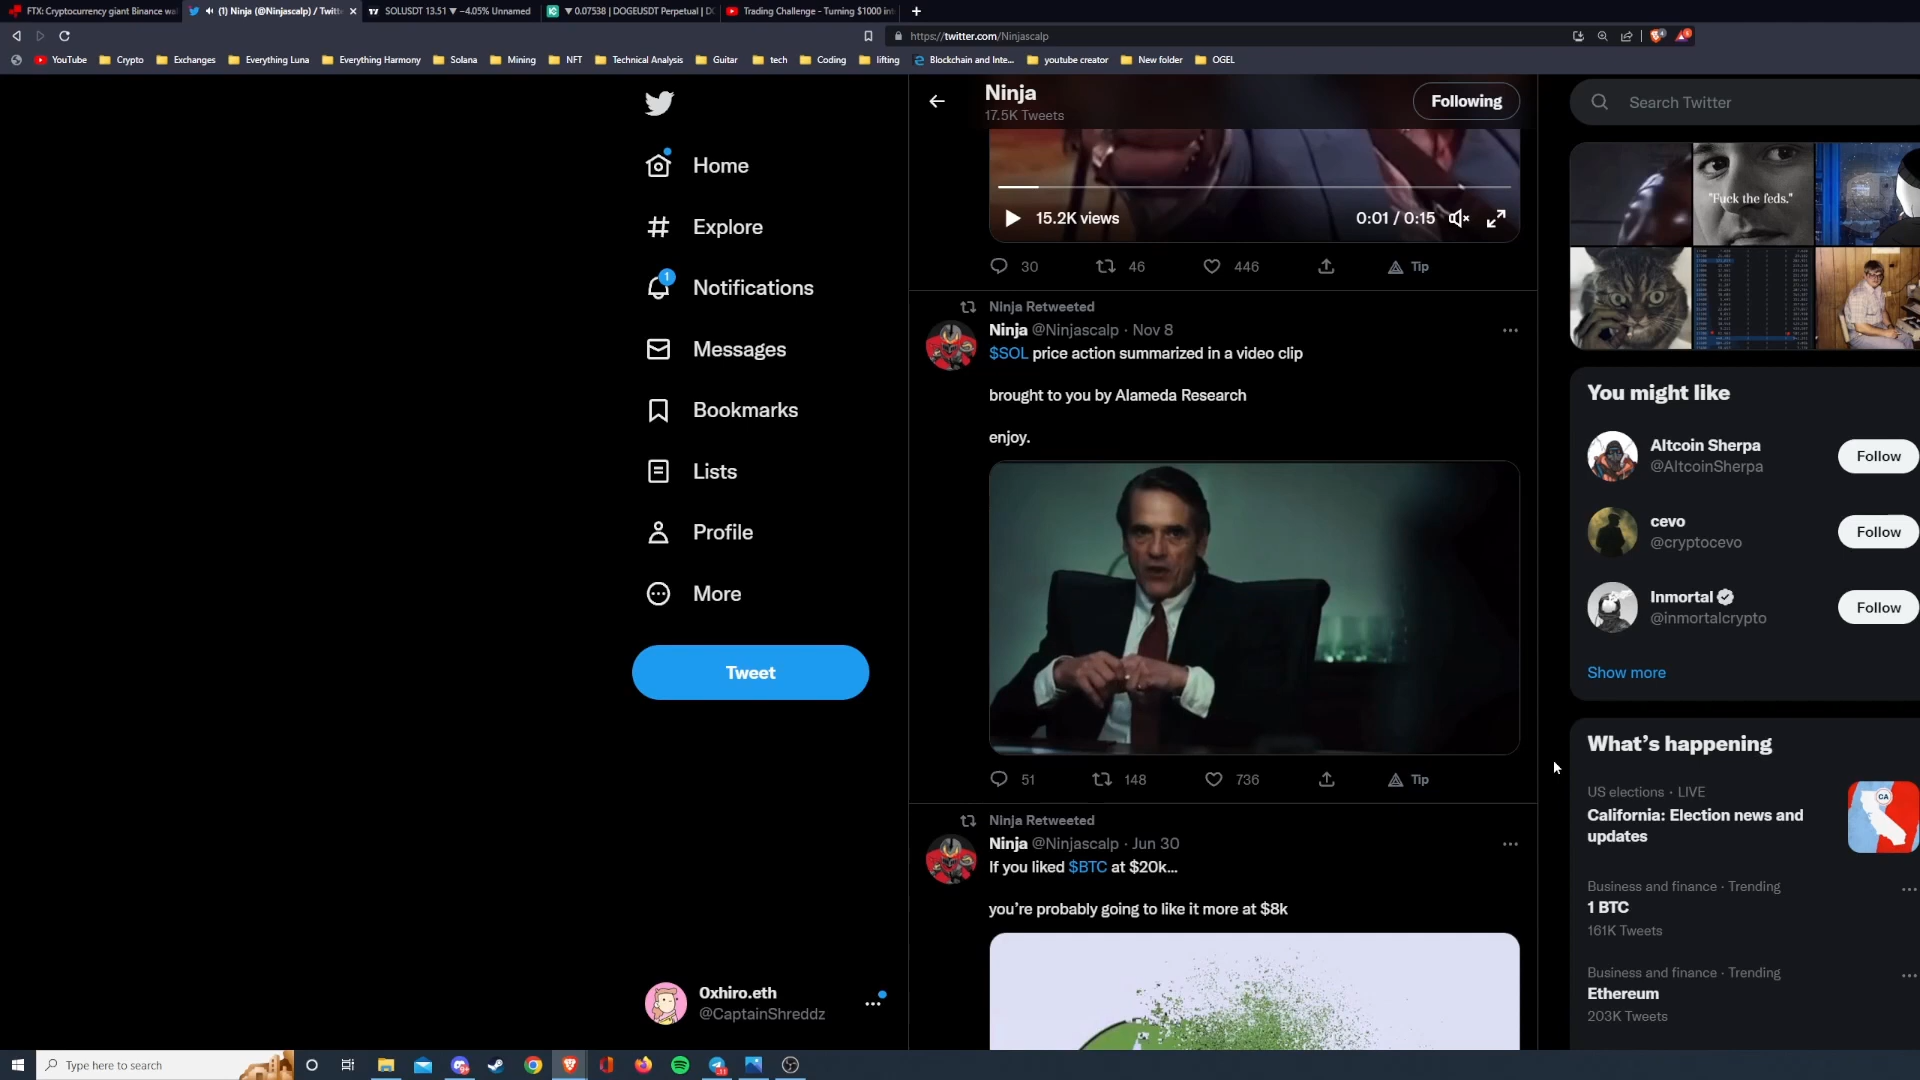 FTX: Cryptocurrency giant Binance wa
(1) Ninja (@Ninjascalp) / Twitt
SOLUSDT 13.51 ▼ −4.05% Unnamed
▼ 0.07538 | DOGEUSDT Perpetual | D
Trading Challenge - Turning $1000 int
https://twitter.com/Ninjascalp
YouTube
Crypto
Exchanges
Everything Luna
Everything Harmony
Solana
Mining
NFT
Technical Analysis
Guitar
tech
Coding
lifting
Blockchain and Inte...
youtube creator
New folder
OGEL
Home
Explore
1
Notifications
Messages
Bookmarks
Lists
Profile
More
Tweet
0xhiro.eth
@CaptainShreddz
Ninja
17.5K Tweets
Following
15.2K views
0:01 / 0:15
30
46
446
Tip
Ninja Retweeted
Ninja @Ninjascalp · Nov 8
$SOL price action summarized in a video clip
brought to you by Alameda Research
enjoy.
51
148
736
Tip
Ninja Retweeted
Ninja @Ninjascalp · Jun 30
If you liked $BTC at $20k...
you're probably going to like it more at $8k
Search Twitter
"Fuck the feds."
You might like
Altcoin Sherpa
@AltcoinSherpa
Follow
cevo
@cryptocevo
Follow
Inmortal
@inmortalcrypto
Follow
Show more
What's happening
US elections · LIVE
California: Election news and
updates
CA
Business and finance · Trending
1 BTC
161K Tweets
Business and finance · Trending
Ethereum
203K Tweets
Type here to search